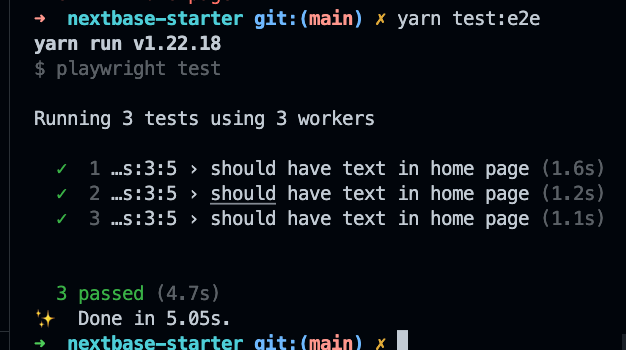 ➜ nextbase-starter git:(main) ✗ yarn test:e2e
yarn run v1.22.18
$ playwright test
Running 3 tests using 3 workers
✓ 1 …s:3:5 › should have text in home page (1.6s)
✓ 2 …s:3:5 › should have text in home page (1.2s)
✓ 3 …s:3:5 › should have text in home page (1.1s)
3 passed (4.7s)
✨ Done in 5.05s.
➜ nextbase-starter git:(main) ✗